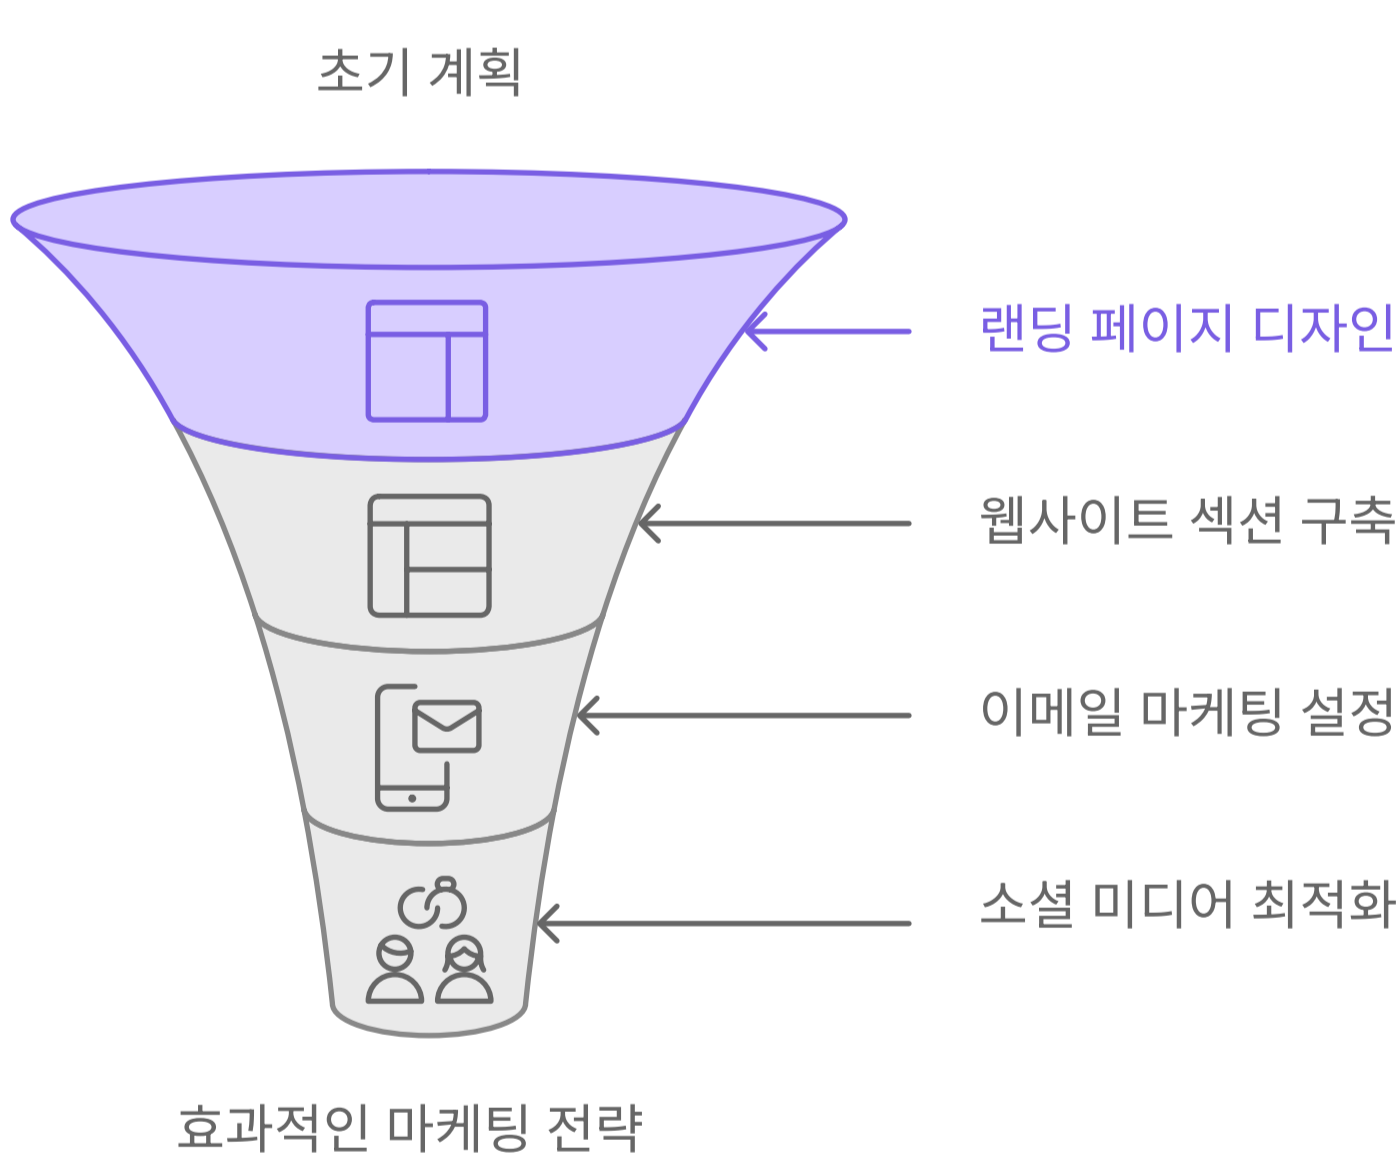 초기 계획
랜딩 페이지 디자인
웹사이트 섹션 구축
이메일 마케팅 설정
소셜 미디어 최적화
효과적인 마케팅 전략